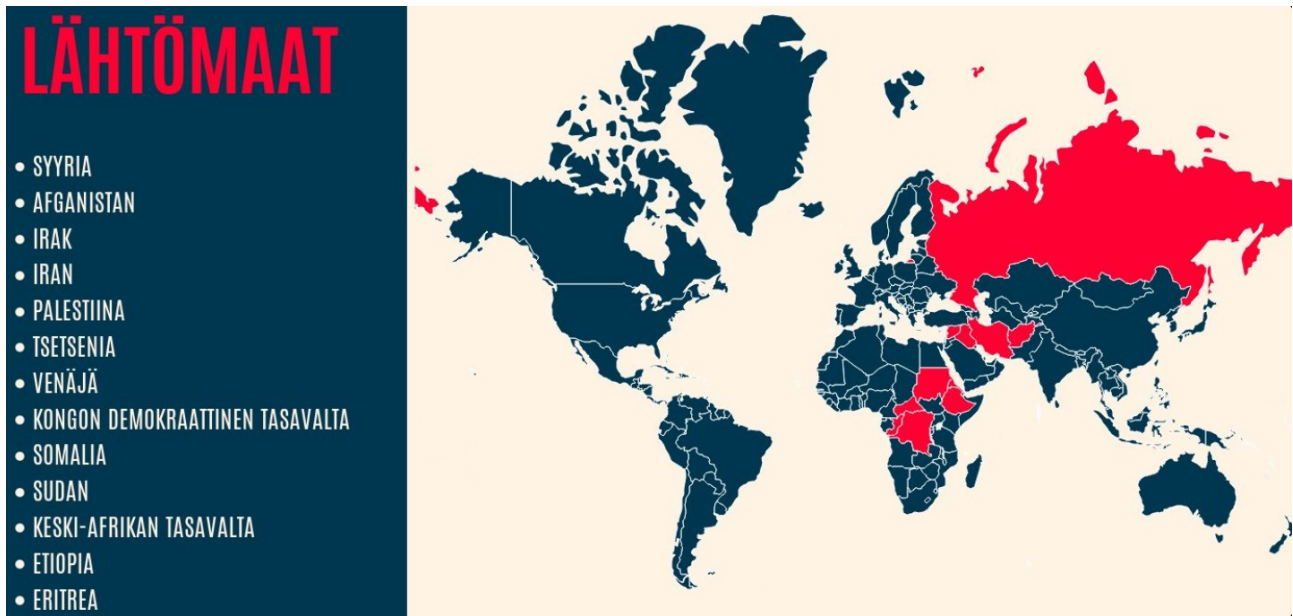 LÄHTÖMAAT
• SYYRIA
• AFGANISTAN
• IRAK
• IRAN
• PALESTIINA
• TSETSENIA
• VENÄJÄ
• KONGON DEMOKRAATTINEN TASAVALTA
• SOMALIA
• SUDAN
• KESKI-AFRIKAN TASAVALTA
• ETIOPIA
• ERITREA